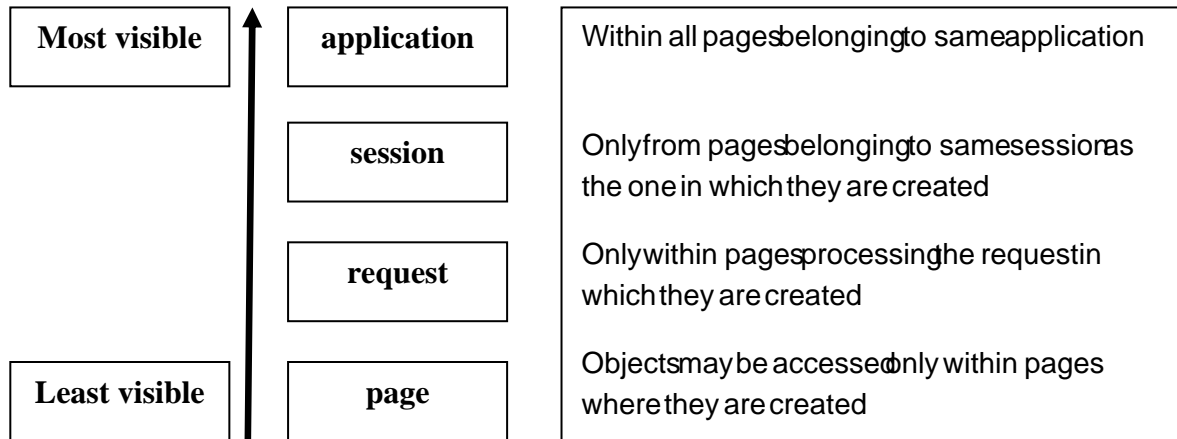 Most visible
application
Within all pages belonging to same application
session
Only from pages belonging to same session as
the one in which they are created
request
Only within pages processing the request in
which they are created
Least visible
page
Objects may be accessed only within pages
where they are created